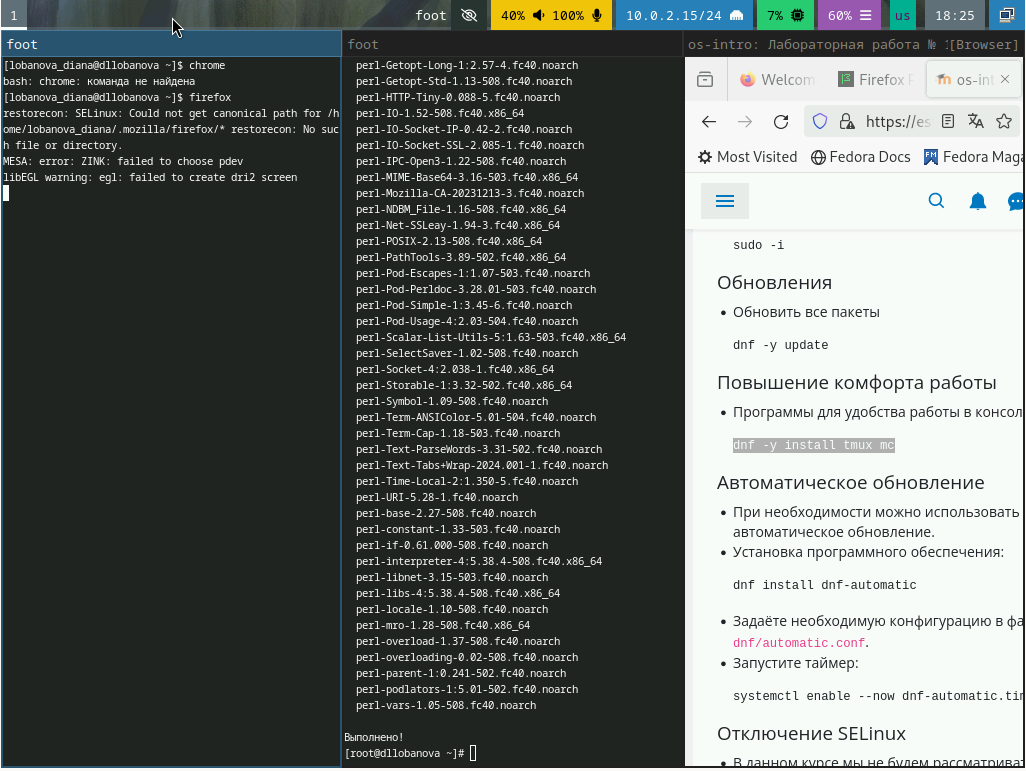 1
foot
40% 100%
10.0.2.15/24
7%
60%
us
18:25
foot
[lobanova_diana@dllobanova ~]$ chrome
bash: chrome: команда не найдена
[lobanova_diana@dllobanova ~]$ firefox
restorecon: SELinux: Could not get canonical path for /h
ome/lobanova_diana/.mozilla/firefox/* restorecon: No suc
h file or directory.
MESA: error: ZINK: failed to choose pdev
libEGL warning: egl: failed to create dri2 screen
foot
perl-Getopt-Long-1:2.57-4.fc40.noarch
perl-Getopt-Std-1.13-508.fc40.noarch
perl-HTTP-Tiny-0.088-5.fc40.noarch
perl-IO-1.52-508.fc40.x86_64
perl-IO-Socket-IP-0.42-2.fc40.noarch
perl-IO-Socket-SSL-2.085-1.fc40.noarch
perl-IPC-Open3-1.22-508.fc40.noarch
perl-MIME-Base64-3.16-503.fc40.x86_64
perl-Mozilla-CA-20231213-3.fc40.noarch
perl-NDBM_File-1.16-508.fc40.x86_64
perl-Net-SSLeay-1.94-3.fc40.x86_64
perl-POSIX-2.13-508.fc40.x86_64
perl-PathTools-3.89-502.fc40.x86_64
perl-Pod-Escapes-1:1.07-503.fc40.noarch
perl-Pod-Perldoc-3.28.01-503.fc40.noarch
perl-Pod-Simple-1:3.45-6.fc40.noarch
perl-Pod-Usage-4:2.03-504.fc40.noarch
perl-Scalar-List-Utils-5:1.63-503.fc40.x86_64
perl-SelectSaver-1.02-508.fc40.noarch
perl-Socket-4:2.038-1.fc40.x86_64
perl-Storable-1:3.32-502.fc40.x86_64
perl-Symbol-1.09-508.fc40.noarch
perl-Term-ANSIColor-5.01-504.fc40.noarch
perl-Term-Cap-1.18-503.fc40.noarch
perl-Text-ParseWords-3.31-502.fc40.noarch
perl-Text-Tabs+Wrap-2024.001-1.fc40.noarch
perl-Time-Local-2:1.350-5.fc40.noarch
perl-URI-5.28-1.fc40.noarch
perl-base-2.27-508.fc40.noarch
perl-constant-1.33-503.fc40.noarch
perl-if-0.61.000-508.fc40.noarch
perl-interpreter-4:5.38.4-508.fc40.x86_64
perl-libnet-3.15-503.fc40.noarch
perl-libs-4:5.38.4-508.fc40.x86_64
perl-locale-1.10-508.fc40.noarch
perl-mro-1.28-508.fc40.x86_64
perl-overload-1.37-508.fc40.noarch
perl-overloading-0.02-508.fc40.noarch
perl-parent-1:0.241-502.fc40.noarch
perl-podlators-1:5.01-502.fc40.noarch
perl-vars-1.05-508.fc40.noarch
Выполнено!
[root@dllobanova ~]#
os-intro: Лабораторная работа № [Browser]
Welcom
Firefox P
os-int
https://es
Most Visited
Fedora Docs
Fedora Maga
sudo -i
Обновления
• Обновить все пакеты
dnf -y update
Повышение комфорта работы
• Программы для удобства работы в консол
dnf -y install tmux mc
Автоматическое обновление
• При необходимости можно использовать
автоматическое обновление.
• Установка программного обеспечения:
dnf install dnf-automatic
• Задаёте необходимую конфигурацию в фа
dnf/automatic.conf.
• Запустите таймер:
systemctl enable --now dnf-automatic.tim
Отключение SELinux
• В данном курсе мы не будем рассматриват